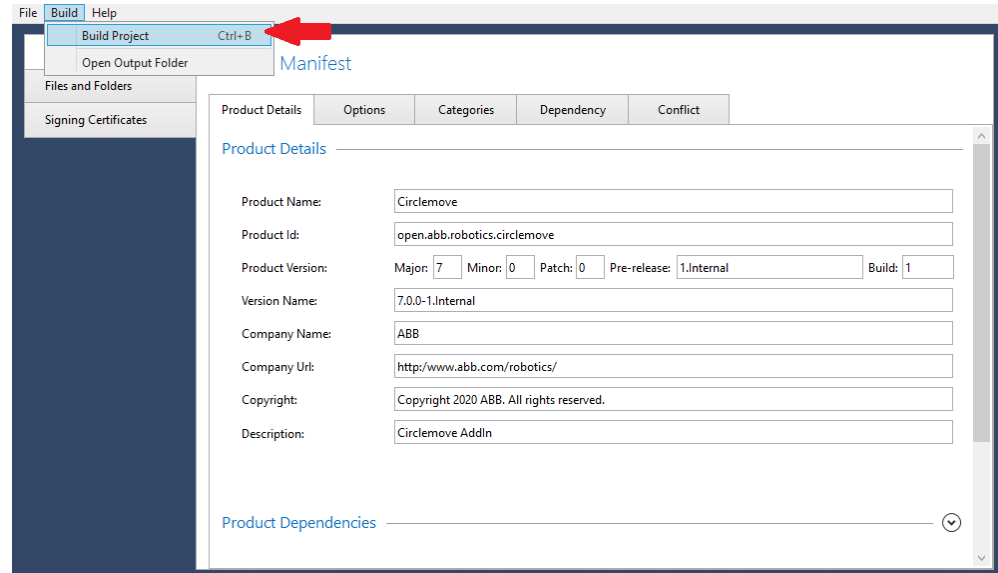 File Build Help
Build Project Ctrl+B
Open Output Folder
Manifest
Files and Folders
Signing Certificates
Product Details Options Categories Dependency Conflict
Product Details
Product Name: Circlemove
Product Id: open.abb.robotics.circlemove
Product Version: Major: 7 Minor: 0 Patch: 0 Pre-release: 1.Internal Build: 1
Version Name: 7.0.0-1.Internal
Company Name: ABB
Company Url: http:/www.abb.com/robotics/
Copyright: Copyright 2020 ABB. All rights reserved.
Description: Circlemove AddIn
Product Dependencies